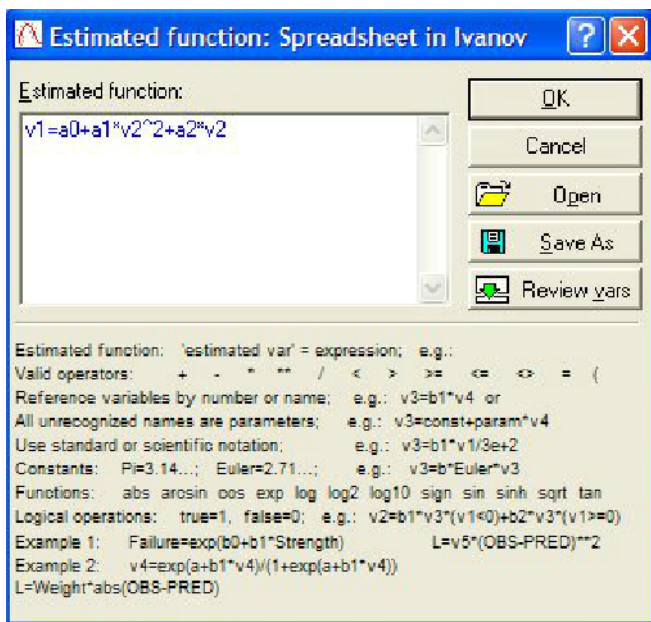 Estimated function: Spreadsheet in Ivanov
Estimated function:
v1=a0+a1*v2^2+a2*v2
OK
Cancel
Open
Save As
Review vars
Estimated function: 'estimated var' = expression; e.g.:
Valid operators: + - * ** / < > >= <= <> = (
Reference variables by number or name; e.g.: v3=b1*v4 or
All unrecognized names are parameters; e.g.: v3=const+param*v4
Use standard or scientific notation; e.g.: v3=b1*v1/3e+2
Constants: Pi=3.14...; Euler=2.71...; e.g.: v3=b*Euler*v3
Functions: abs arosin oos exp log log2 log10 sign sin sinh sqrt tan
Logical operations: true=1, false=0; e.g.: v2=b1*v3*(v1<0)+b2*v3*(v1>=0)
Example 1: Failure=exp(b0+b1*Strength) L=v5*(OBS-PRED)**2
Example 2: v4=exp(a+b1*v4)/(1+exp(a+b1*v4))
L=Weight*abs(OBS-PRED)